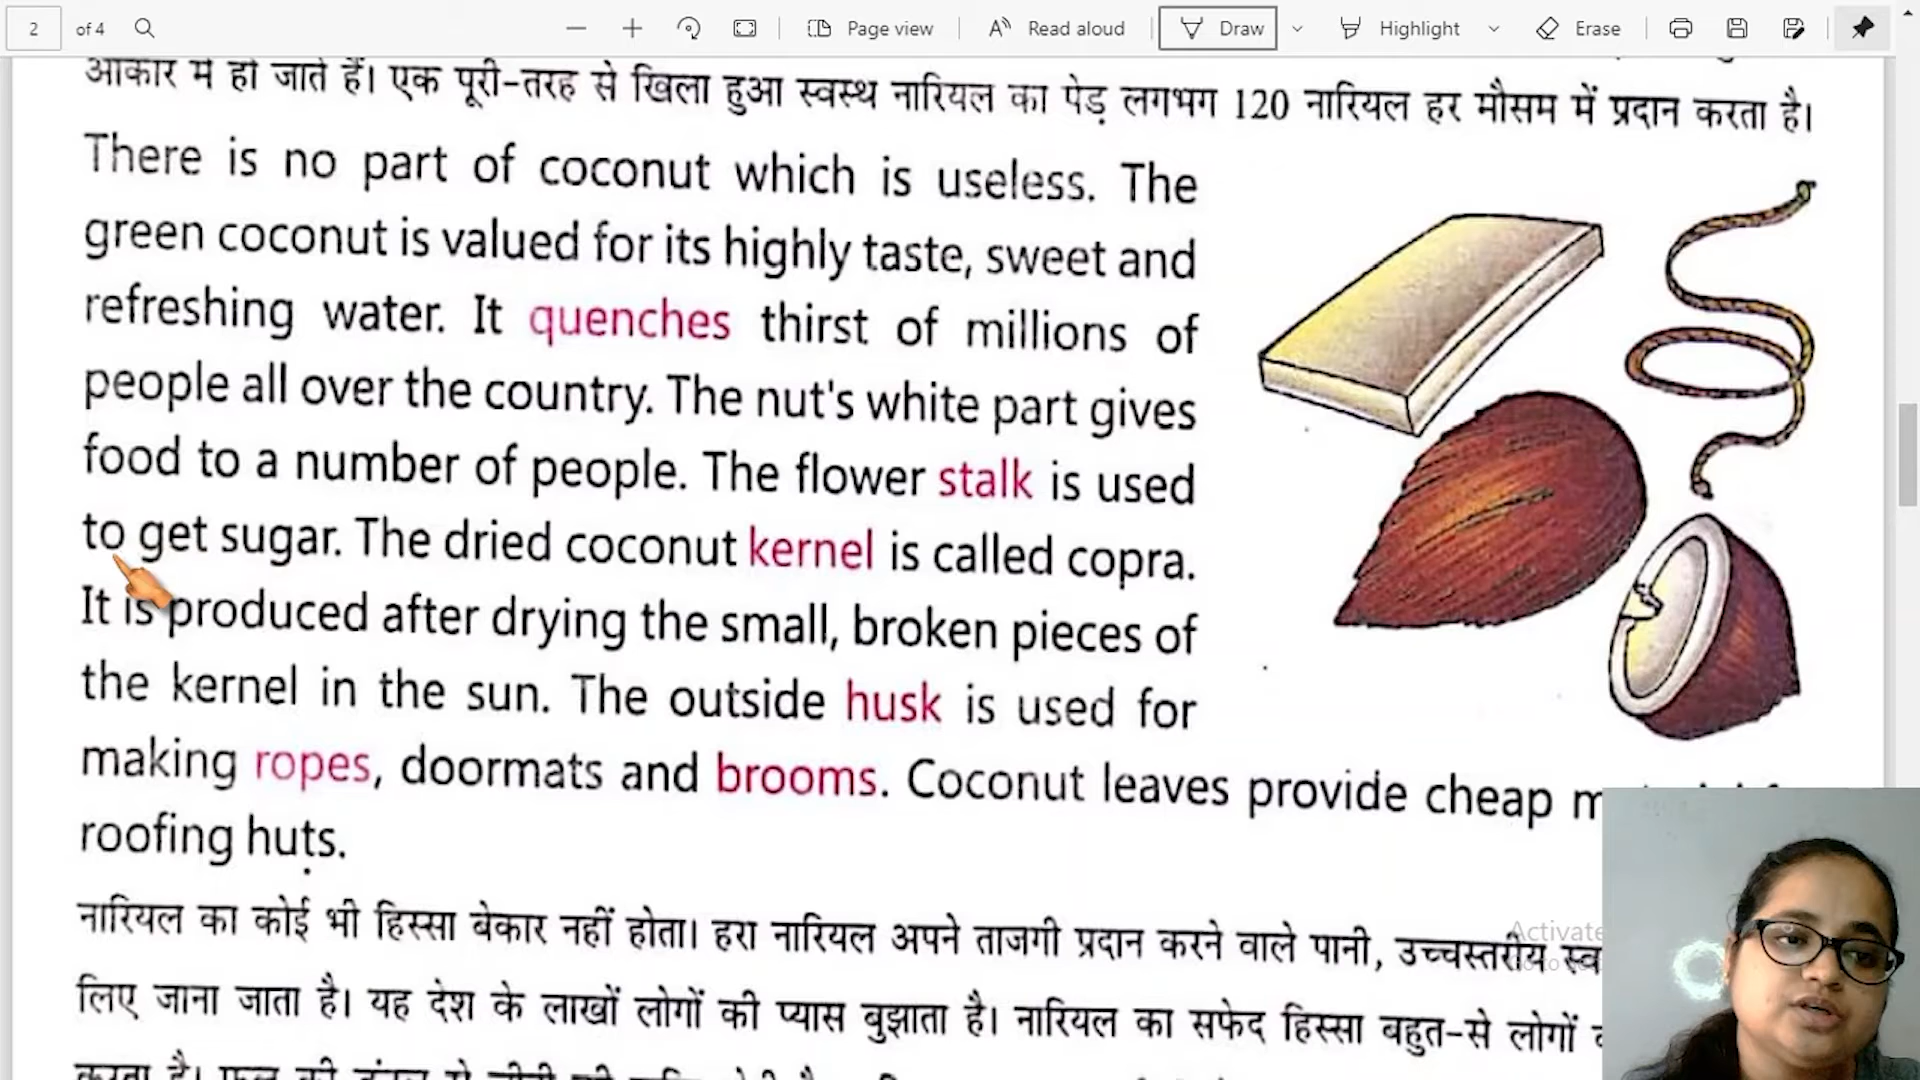 2 of 4 Page view Read aloud Draw Highlight Erase
आकार में हो जाते हैं। एक पूरी-तरह से खिला हुआ स्वस्थ नारियल का पेड़ लगभग 120 नारियल हर मौसम में प्रदान करता है।
There is no part of coconut which is useless. The
green coconut is valued for its highly taste, sweet and
refreshing water. It quenches thirst of millions of
people all over the country. The nut's white part gives
food to a number of people. The flower stalk is used
to get sugar. The dried coconut kernel is called copra.
It is produced after drying the small, broken pieces of
the kernel in the sun. The outside husk is used for
making ropes, doormats and brooms. Coconut leaves provide cheap
roofing huts.
नारियल का कोई भी हिस्सा बेकार नहीं होता। हरा नारियल अपने ताजगी प्रदान करने वाले पानी, उच्चस्तरीय
Activate
लिए जाना जाता है। यह देश के लाखों लोगों की प्यास बुझाता है। नारियल का सफेद हिस्सा बहुत-से लोगों
करता है।